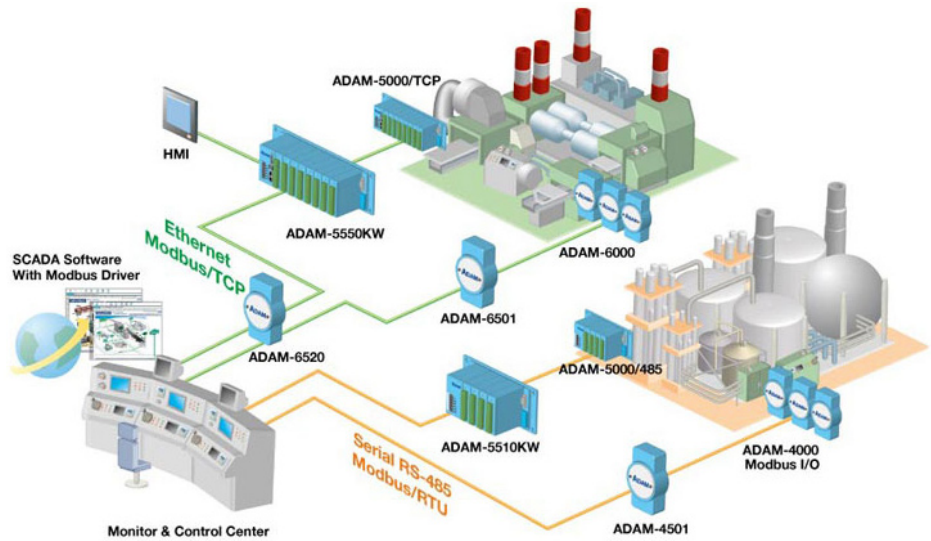 ADAM-5000/TCP
HMI
ADAM-5550KW
Ethernet
Modbus/TCP
ADAM-6000
SCADA Software
With Modbus Driver
ADAM-6501
ADAM-6520
ADAM-5000/485
ADAM-5510KW
Serial RS-485
Modbus/RTU
ADAM-4000
Modbus I/O
ADAM-4501
Monitor & Control Center